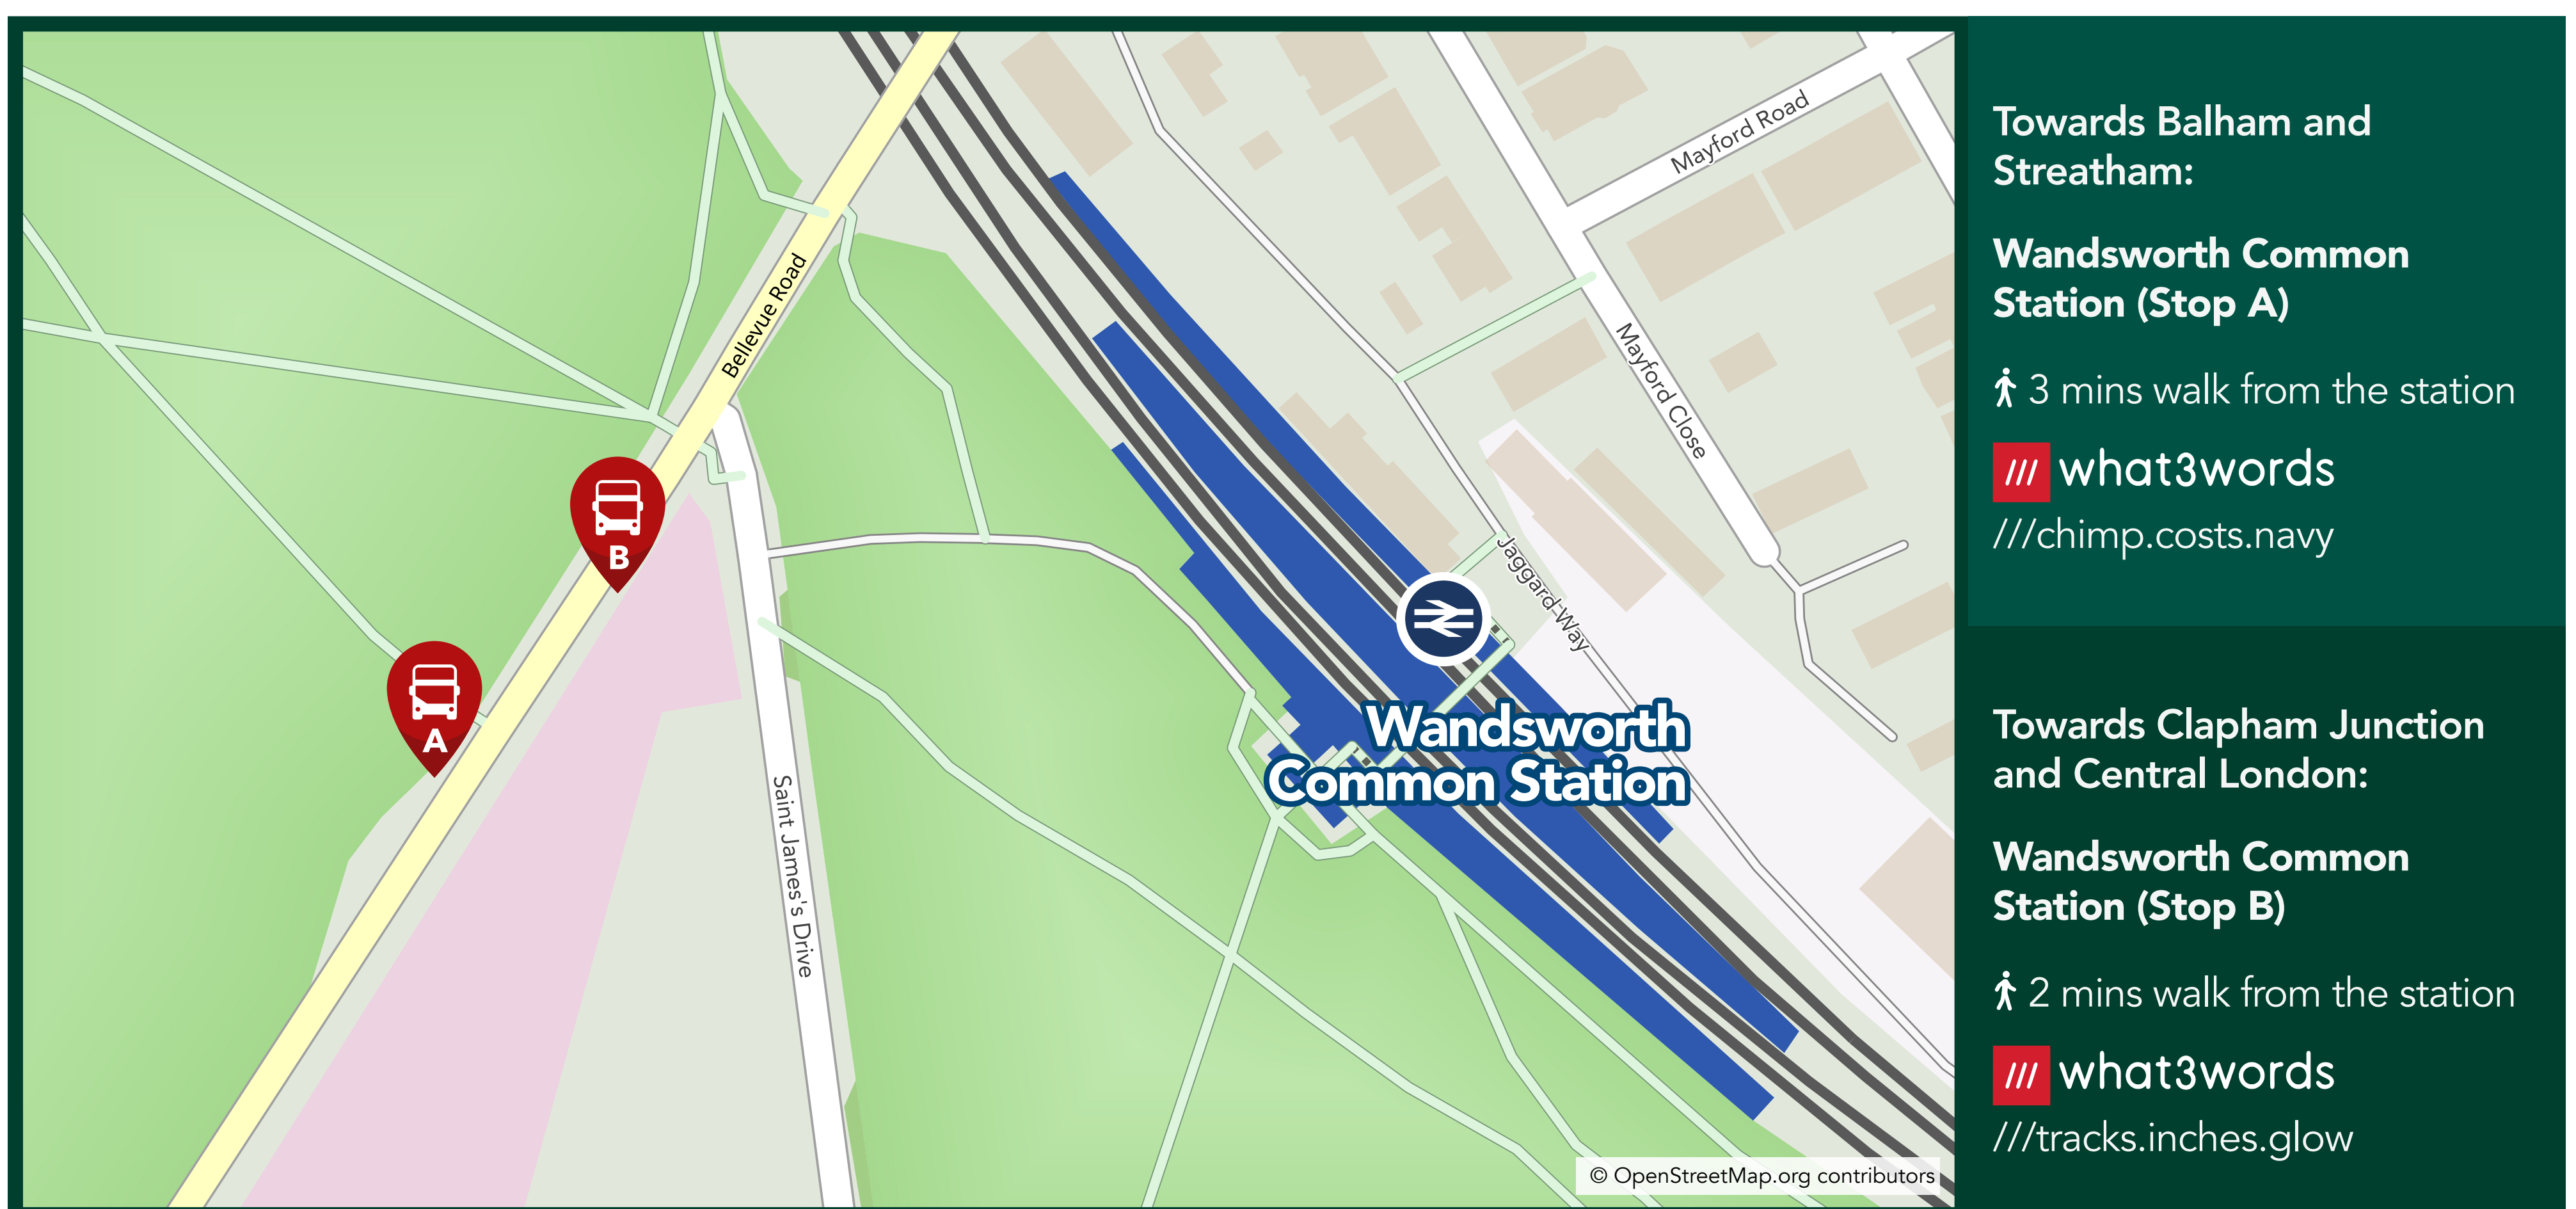 Bellevue Road
Mayford Road
Mayford Close
Jaggard Way
Saint James's Drive
B
A
Wandsworth
Common Station
© OpenStreetMap.org contributors
Towards Balham and
Streatham:
Wandsworth Common
Station (Stop A)
3 mins walk from the station
/// what3words
///chimp.costs.navy
Towards Clapham Junction
and Central London:
Wandsworth Common
Station (Stop B)
2 mins walk from the station
/// what3words
///tracks.inches.glow